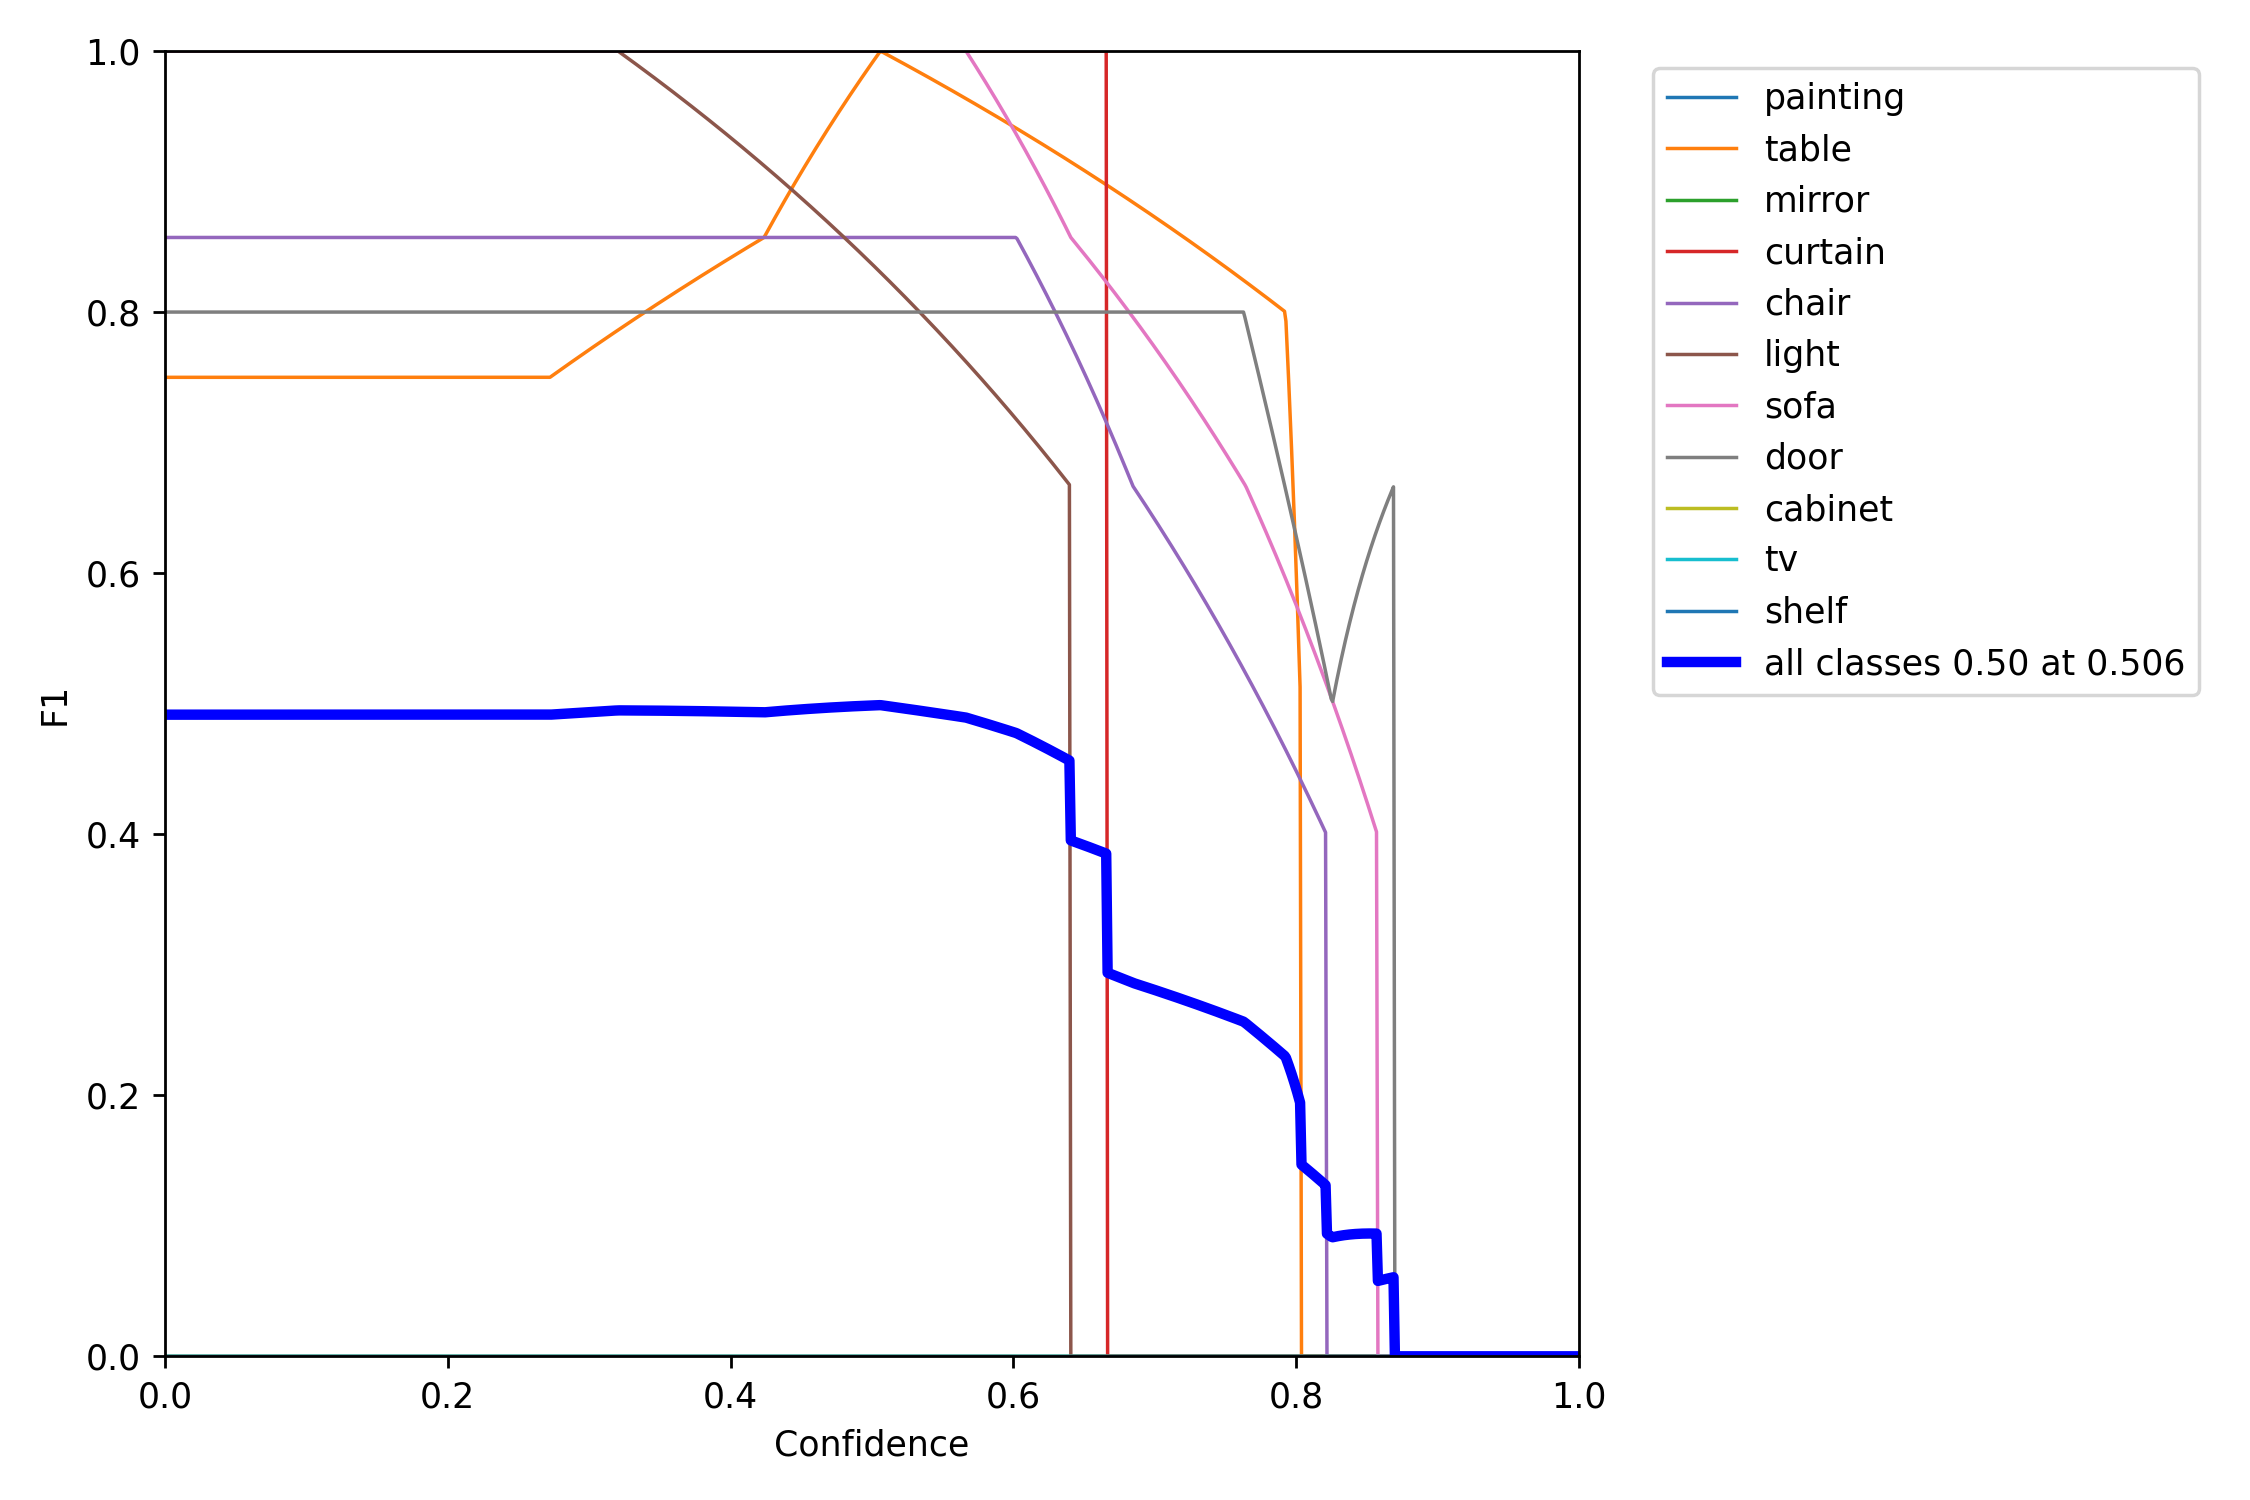 1.0
0.8
0.6
0.4
0.2
0.0
F1
0.0 0.2 0.4 0.6 0.8 1.0
Confidence
painting
table
mirror
curtain
chair
light
sofa
door
cabinet
tv
shelf
all classes 0.50 at 0.506